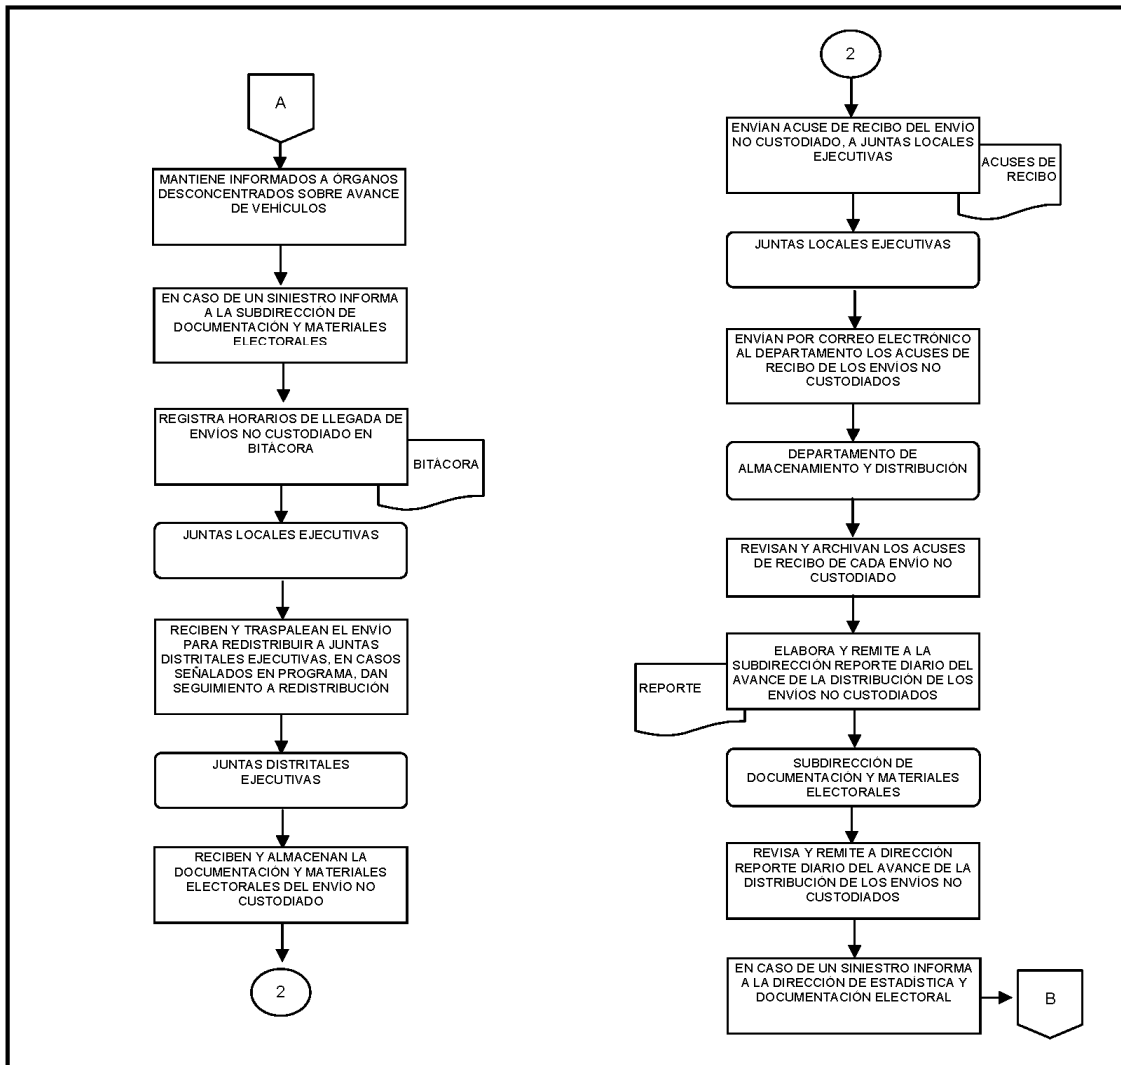 A
MANTIENE INFORMADOS A ÓRGANOS
DESCONCENTRADOS SOBRE AVANCE
DE VEHÍCULOS
EN CASO DE UN SINIESTRO INFORMA
A LA SUBDIRECCIÓN DE
DOCUMENTACIÓN Y MATERIALES
ELECTORALES
REGISTRA HORARIOS DE LLEGADA DE
ENVÍOS NO CUSTODIADO EN
BITÁCORA
BITÁCORA
JUNTAS LOCALES EJECUTIVAS
RECIBEN Y TRASPALEAN EL ENVÍO
PARA REDISTRIBUIR A JUNTAS
DISTRITALES EJECUTIVAS, EN CASOS
SEÑALADOS EN PROGRAMA, DAN
SEGUIMIENTO A REDISTRIBUCIÓN
JUNTAS DISTRITALES
EJECUTIVAS
RECIBEN Y ALMACENAN LA
DOCUMENTACIÓN Y MATERIALES
ELECTORALES DEL ENVÍO NO
CUSTODIADO
2
2
ENVÍAN ACUSE DE RECIBO DEL ENVÍO
NO CUSTODIADO, A JUNTAS LOCALES
EJECUTIVAS
ACUSES DE
RECIBO
JUNTAS LOCALES EJECUTIVAS
ENVÍAN POR CORREO ELECTRÓNICO
AL DEPARTAMENTO LOS ACUSES DE
RECIBO DE LOS ENVÍOS NO
CUSTODIADOS
DEPARTAMENTO DE
ALMACENAMIENTO Y DISTRIBUCIÓN
REVISAN Y ARCHIVAN LOS ACUSES
DE RECIBO DE CADA ENVÍO NO
CUSTODIADO
ELABORA Y REMITE A LA
SUBDIRECCIÓN REPORTE DIARIO DEL
AVANCE DE LA DISTRIBUCIÓN DE LOS
ENVÍOS NO CUSTODIADOS
REPORTE
SUBDIRECCIÓN DE
DOCUMENTACIÓN Y MATERIALES
ELECTORALES
REVISA Y REMITE A DIRECCIÓN
REPORTE DIARIO DEL AVANCE DE LA
DISTRIBUCIÓN DE LOS ENVÍOS NO
CUSTODIADOS
EN CASO DE UN SINIESTRO INFORMA
A LA DIRECCIÓN DE ESTADÍSTICA Y
DOCUMENTACIÓN ELECTORAL
B